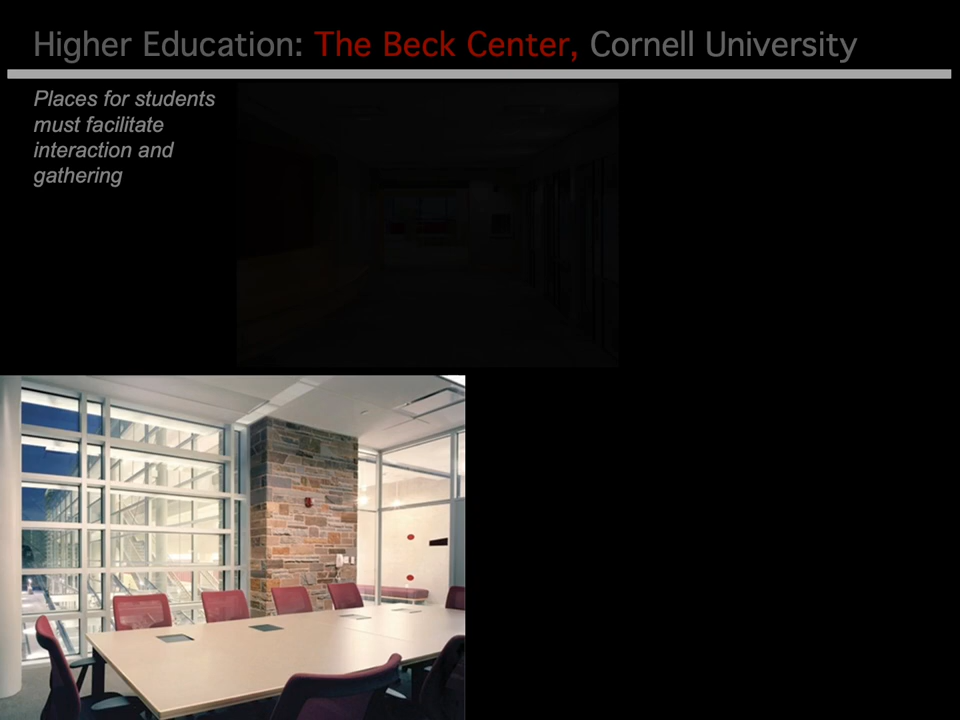 Higher Education: The Beck Center, Cornell University
Places for students
must facilitate
interaction and
gathering